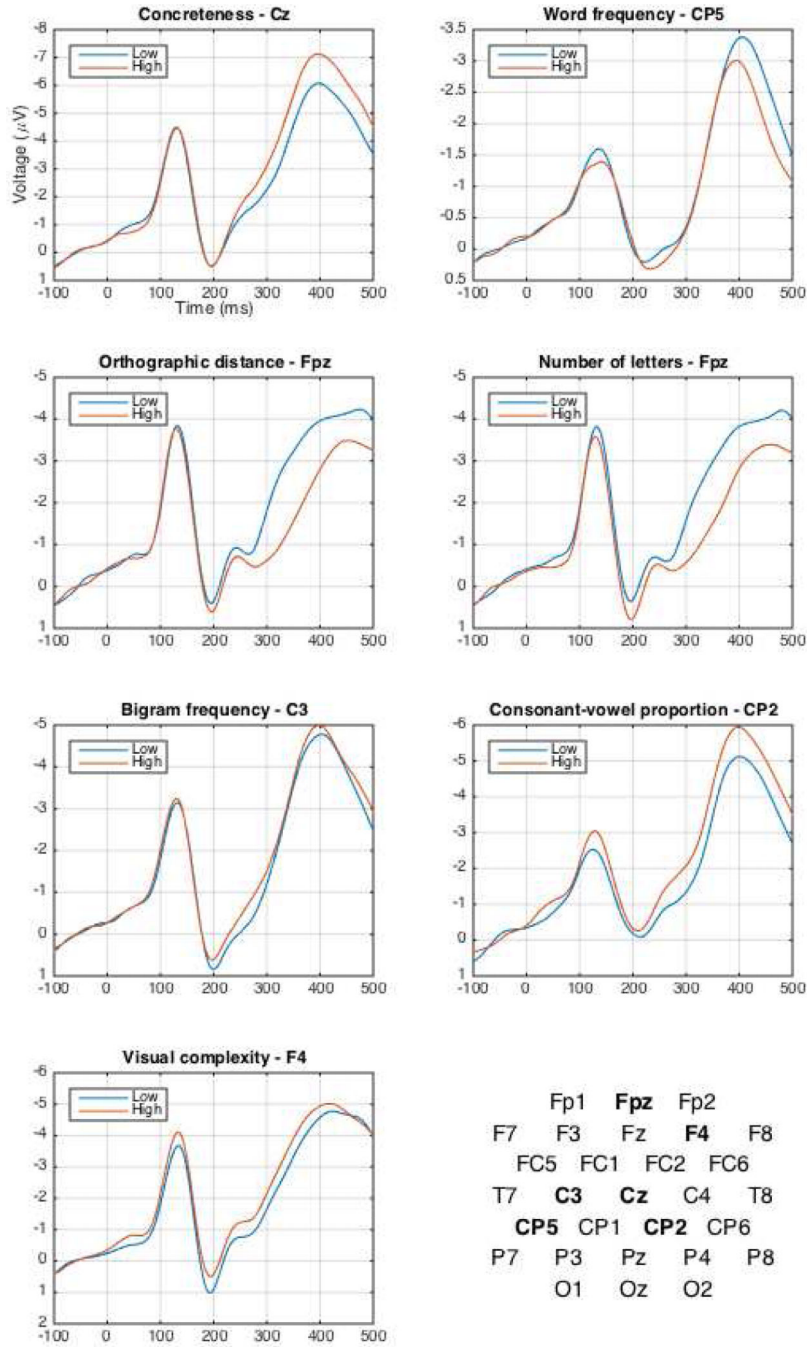 Concreteness - Cz
Low
High
Voltage (μV)
-8
-7
-6
-5
-4
-3
-2
-1
0
1
-100 0 100 200 300 400 500
Time (ms)
Word frequency - CP5
Low
High
-3.5
-3
-2.5
-2
-1.5
-1
-0.5
0
0.5
-100 0 100 200 300 400 500
Orthographic distance - Fpz
Low
High
-5
-4
-3
-2
-1
0
1
-100 0 100 200 300 400 500
Number of letters - Fpz
Low
High
-5
-4
-3
-2
-1
0
1
-100 0 100 200 300 400 500
Bigram frequency - C3
Low
High
-5
-4
-3
-2
-1
0
1
-100 0 100 200 300 400 500
Consonant-vowel proportion - CP2
Low
High
-6
-5
-4
-3
-2
-1
0
-100 0 100 200 300 400 500
Visual complexity - F4
Low
High
-6
-5
-4
-3
-2
-1
0
1
2
-100 0 100 200 300 400 500
Fp1 Fpz Fp2
F7 F3 Fz F4 F8
FC5 FC1 FC2 FC6
T7 C3 Cz C4 T8
CP5 CP1 CP2 CP6
P7 P3 Pz P4 P8
O1 Oz O2